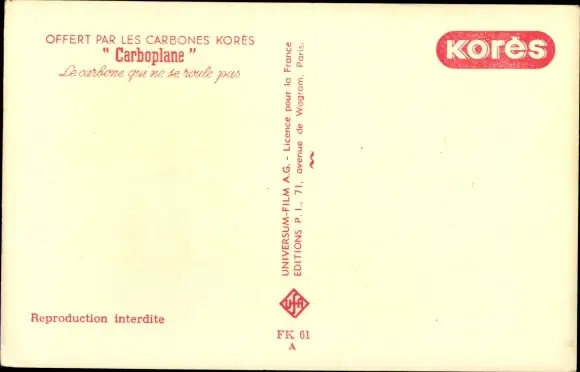 OFFERT PAR LES CARBONES KORÈS
" Carboplane "
Le carbone qui ne se roule pas
KORÈS
UNIVERSUM-FILM A.G. - Licence pour la France
EDITIONS P. I., 71, avenue de Wagram, Paris.
UFA
FK 61
A
Reproduction interdite